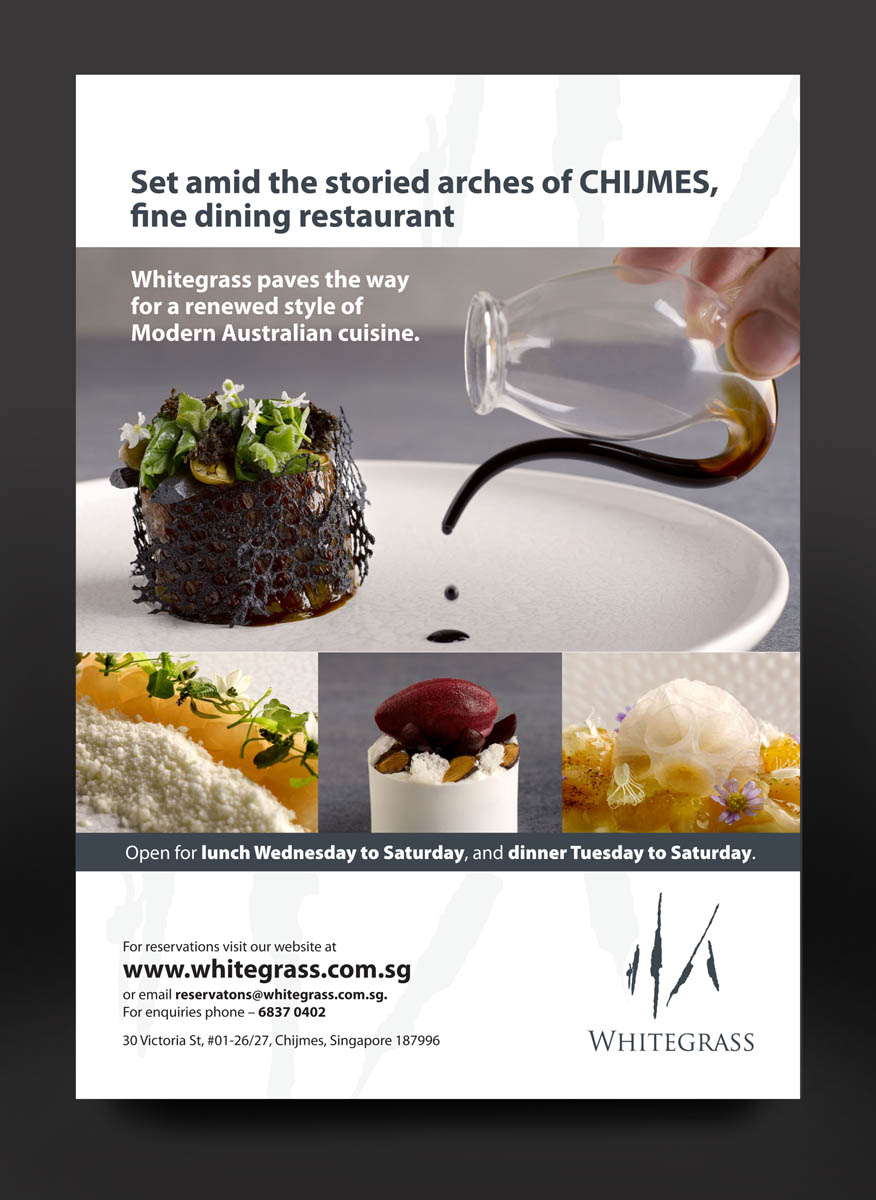 Set amid the storied arches of CHIJMES,
fine dining restaurant
Whitegrass paves the way
for a renewed style of
Modern Australian cuisine.
Open for lunch Wednesday to Saturday, and dinner Tuesday to Saturday.
For reservations visit our website at
www.whitegrass.com.sg
or email reservatons@whitegrass.com.sg.
For enquiries phone – 6837 0402
30 Victoria St, #01-26/27, Chijmes, Singapore 187996
WHITEGRASS